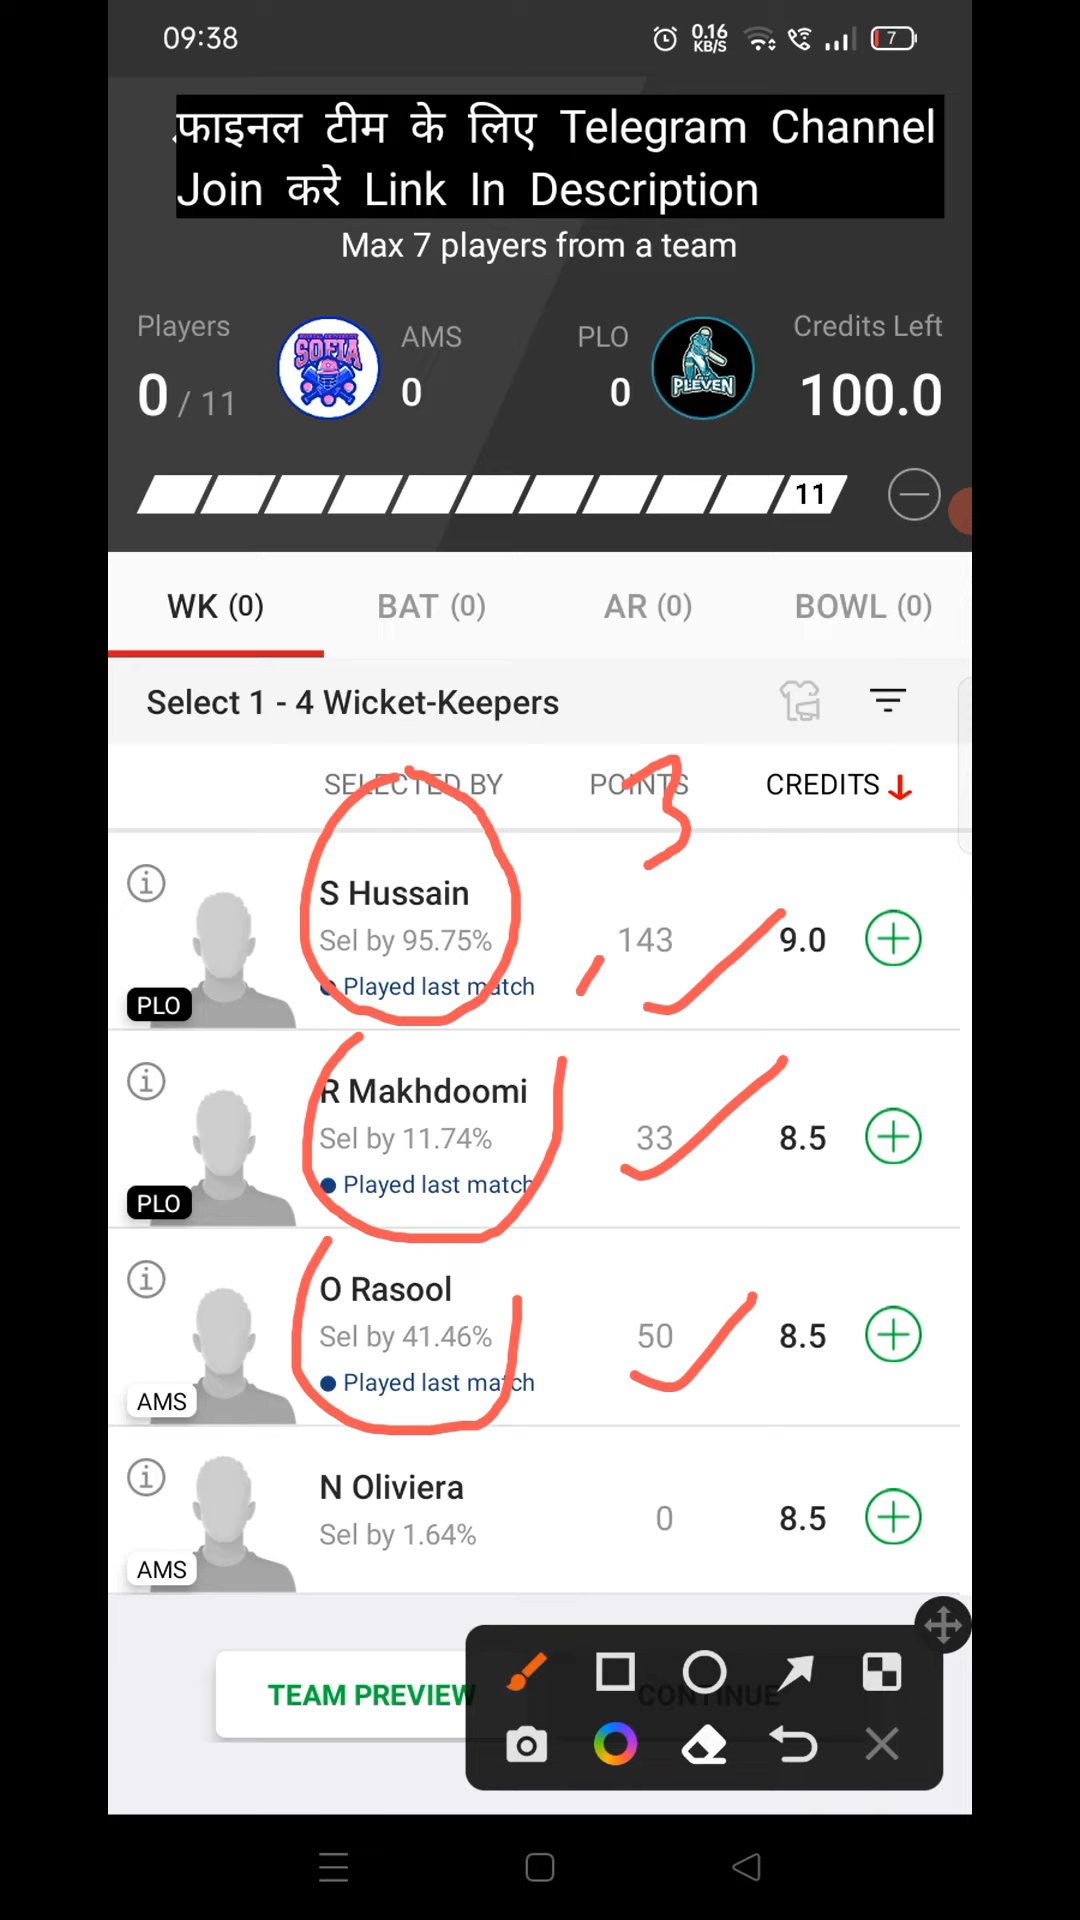 09:38 0.16 KB/S 7
फाइनल टीम के लिए Telegram Channel
Join करे Link In Description
Max 7 players from a team
Players AMS PLO Credits Left
SOFIA PLEVEN
0 / 11 0 0 100.0
11
WK (0) BAT (0) AR (0) BOWL (0)
Select 1 - 4 Wicket-Keepers
SELECTED BY POINTS CREDITS
3
S Hussain
Sel by 95.75% 143 9.0
Played last match
PLO
R Makhdoomi
Sel by 11.74% 33 8.5
Played last match
PLO
O Rasool
Sel by 41.46% 50 8.5
Played last match
AMS
N Oliviera
Sel by 1.64% 0 8.5
AMS
TEAM PREVIEW CONTINUE